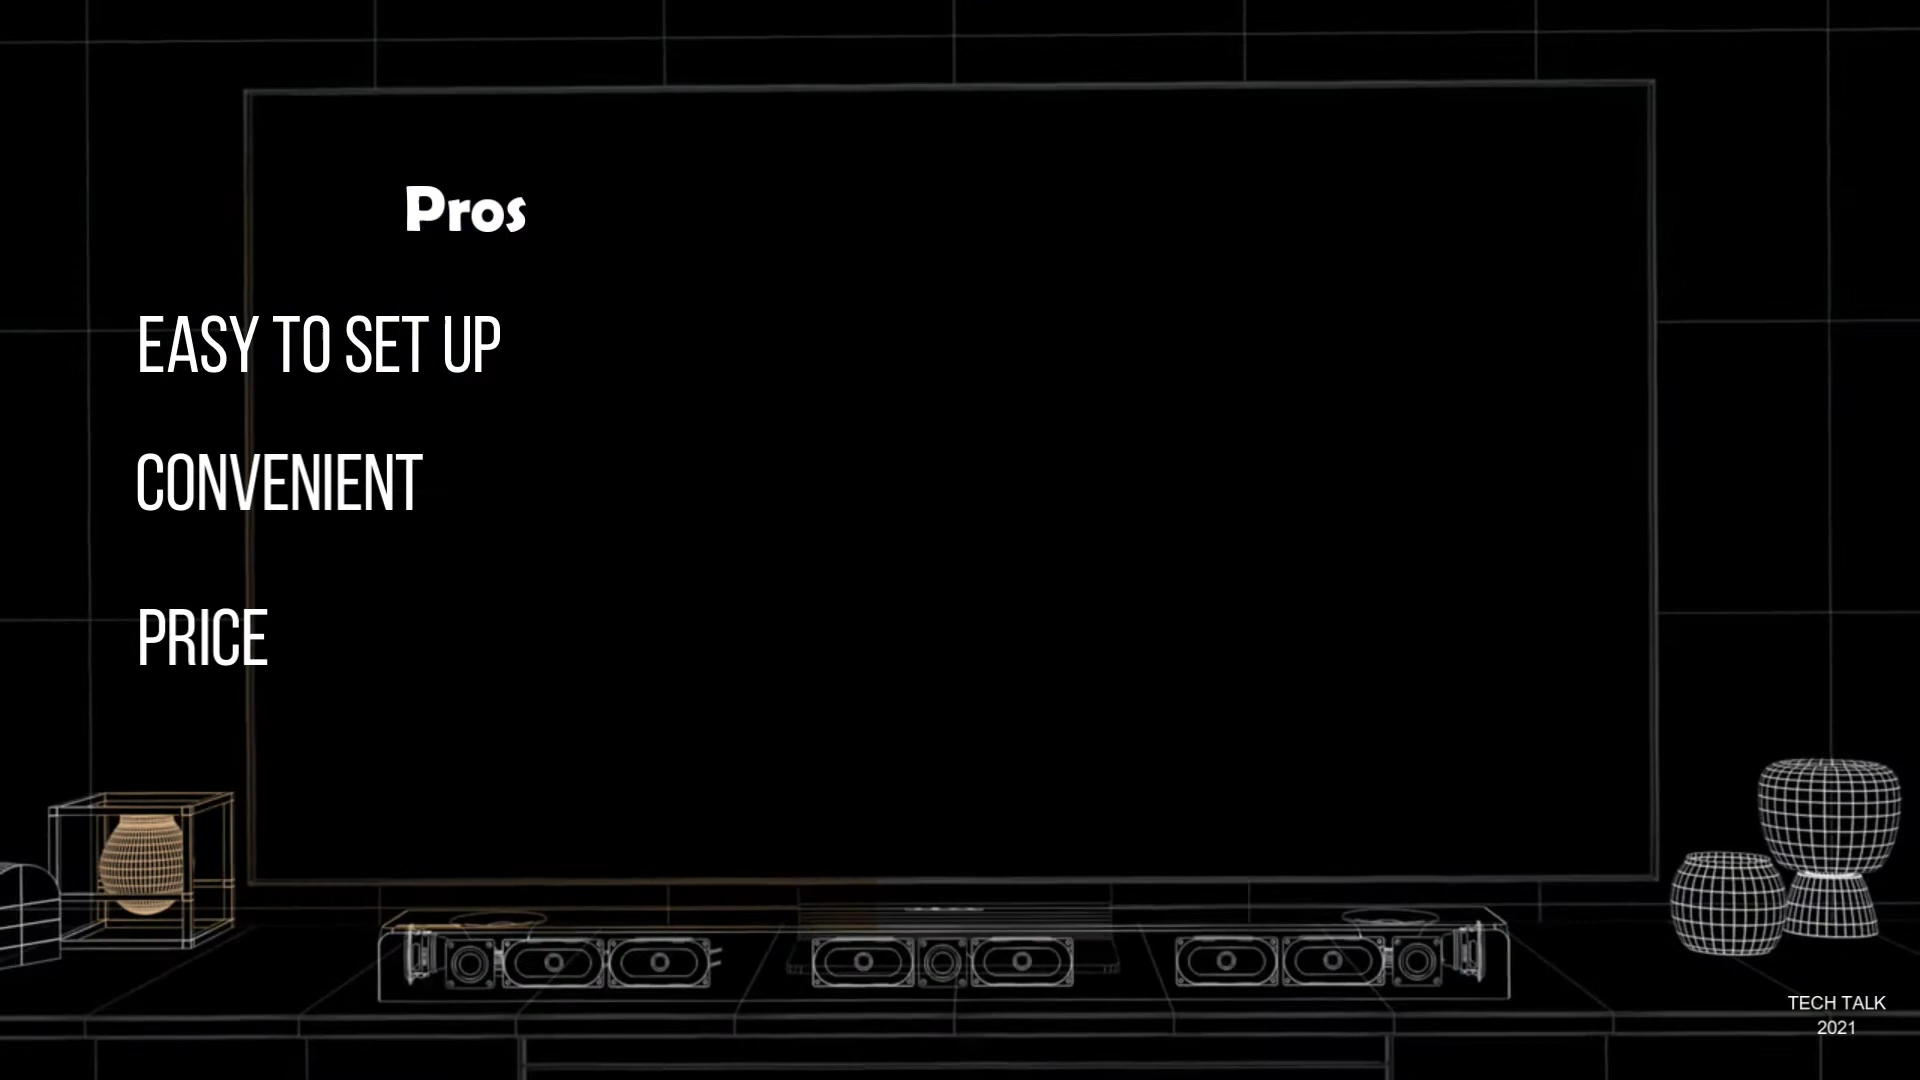 Pros
EASY TO SET UP
CONVENIENT
PRICE
TECH TALK
2021